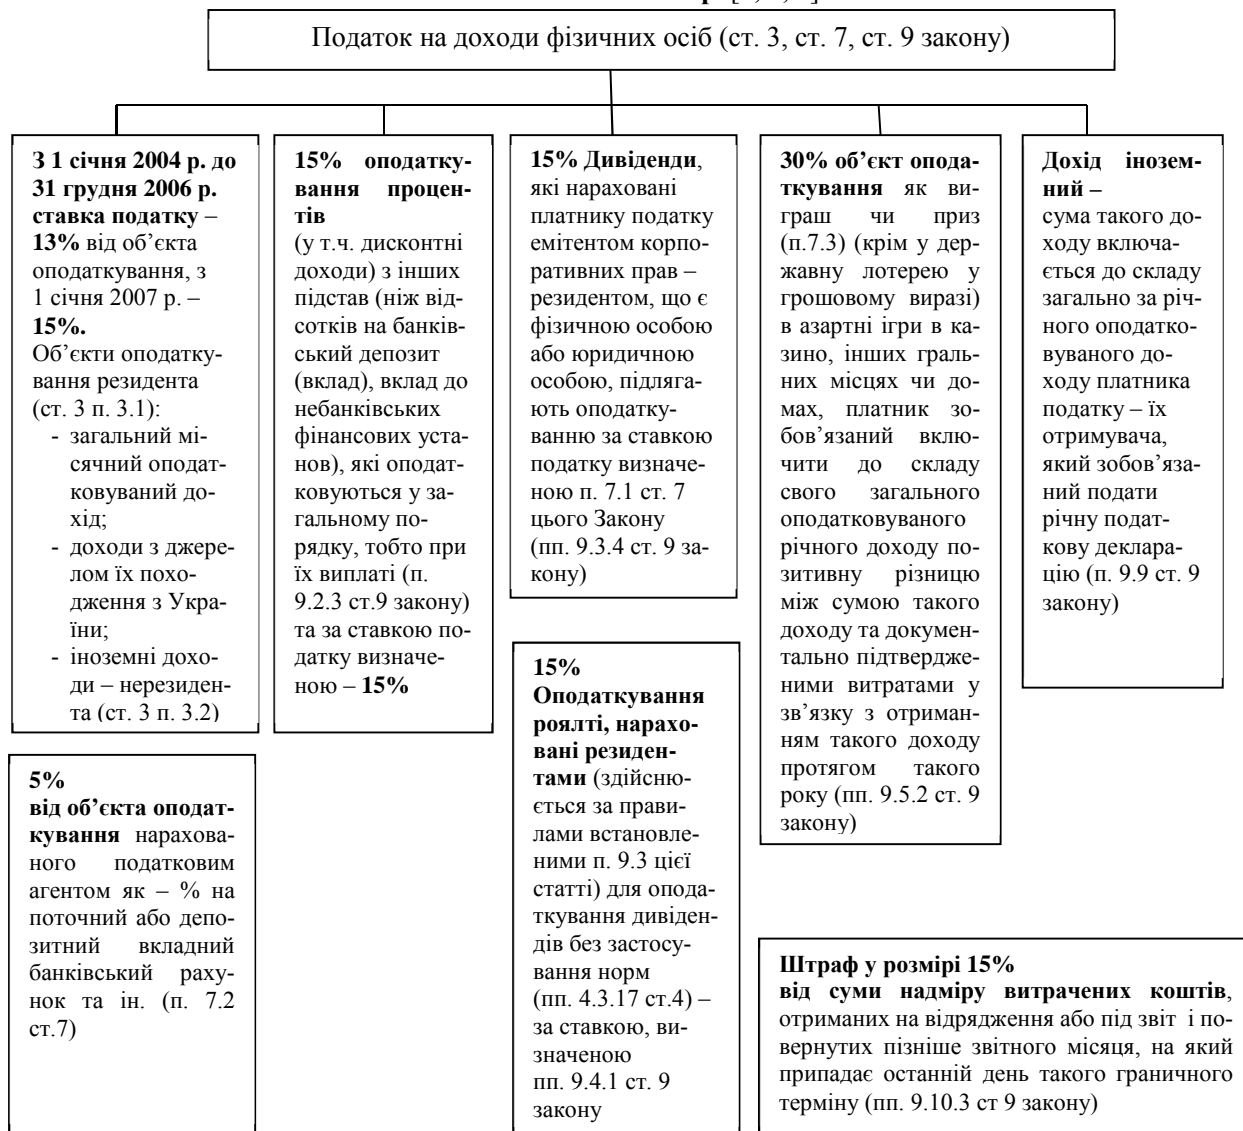 Податок на доходи фізичних осіб (ст. 3, ст. 7, ст. 9 закону)
З 1 січня 2004 р. до
31 грудня 2006 р.
ставка податку –
13% від об’єкта
оподаткування, з
1 січня 2007 р. –
15%.
Об’єкти оподатку-
вання резидента
(ст. 3 п. 3.1):
- загальний мі-
сячний оподат-
ковуваний до-
хід;
- доходи з джере-
лом їх похо-
дження з Укра-
їни;
- іноземні дохо-
ди – нерезиден-
та (ст. 3 п. 3.2)
15% оподатку-
вання процен-
тів
(у т.ч. дисконтні
доходи) з інших
підстав (ніж від-
сотків на банків-
ський депозит
(вклад), вклад до
небанківських
фінансових уста-
нов), які оподат-
ковуються у за-
гальному по-
рядку, тобто при
їх виплаті (п.
9.2.3 ст.9 закону)
та за ставкою по-
датку визначе-
ною – 15%
15% Дивіденди,
які нараховані
платнику податку
емітентом корпо-
ративних прав –
резидентом, що є
фізичною особою
або юридичною
особою, підляга-
ють оподатку-
ванню за ставкою
податку визначе-
ною п. 7.1 ст. 7
цього Закону
(пп. 9.3.4 ст. 9 за-
кону)
30% об’єкт опода-
ткування як ви-
граш чи приз
(п.7.3) (крім у дер-
жавну лотерею у
грошовому виразі)
в азартні ігри в ка-
зино, інших граль-
них місцях чи до-
мах, платник зо-
бов’язаний вклю-
чити до складу
свого загального
оподатковуваного
річного доходу по-
зитивну різницю
між сумою такого
доходу та докумен-
тально підтвердже-
ними витратами у
зв’язку з отриман-
ням такого доходу
протягом такого
року (пп. 9.5.2 ст. 9
закону)
Дохід інозем-
ний –
сума такого до-
ходу включа-
ється до складу
загально за річ-
ного оподатко-
вуваного до-
ходу платника
податку – їх
отримувача,
який зобов’яза-
ний подати
річну подат-
кову деклара-
цію (п. 9.9 ст. 9
закону)
5%
від об’єкта оподат-
кування нарахова-
ного податковим
агентом як – % на
поточний або депо-
зитний вкладний
банківський раху-
нок та ін. (п. 7.2
ст.7)
15%
Оподаткування
роялті, нарахо-
вані резиден-
тами (здійсню-
ється за прави-
лами встановле-
ними п. 9.3 цієї
статті) для опода-
ткування дивіден-
дів без застосу-
вання норм
(пп. 4.3.17 ст.4) –
за ставкою, ви-
значеною
пп. 9.4.1 ст. 9
закону
Штраф у розмірі 15%
від суми надміру витрачених коштів,
отриманих на відрядження або під звіт і по-
вернутих пізніше звітного місяця, на який
припадає останній день такого граничного
терміну (пп. 9.10.3 ст 9 закону)